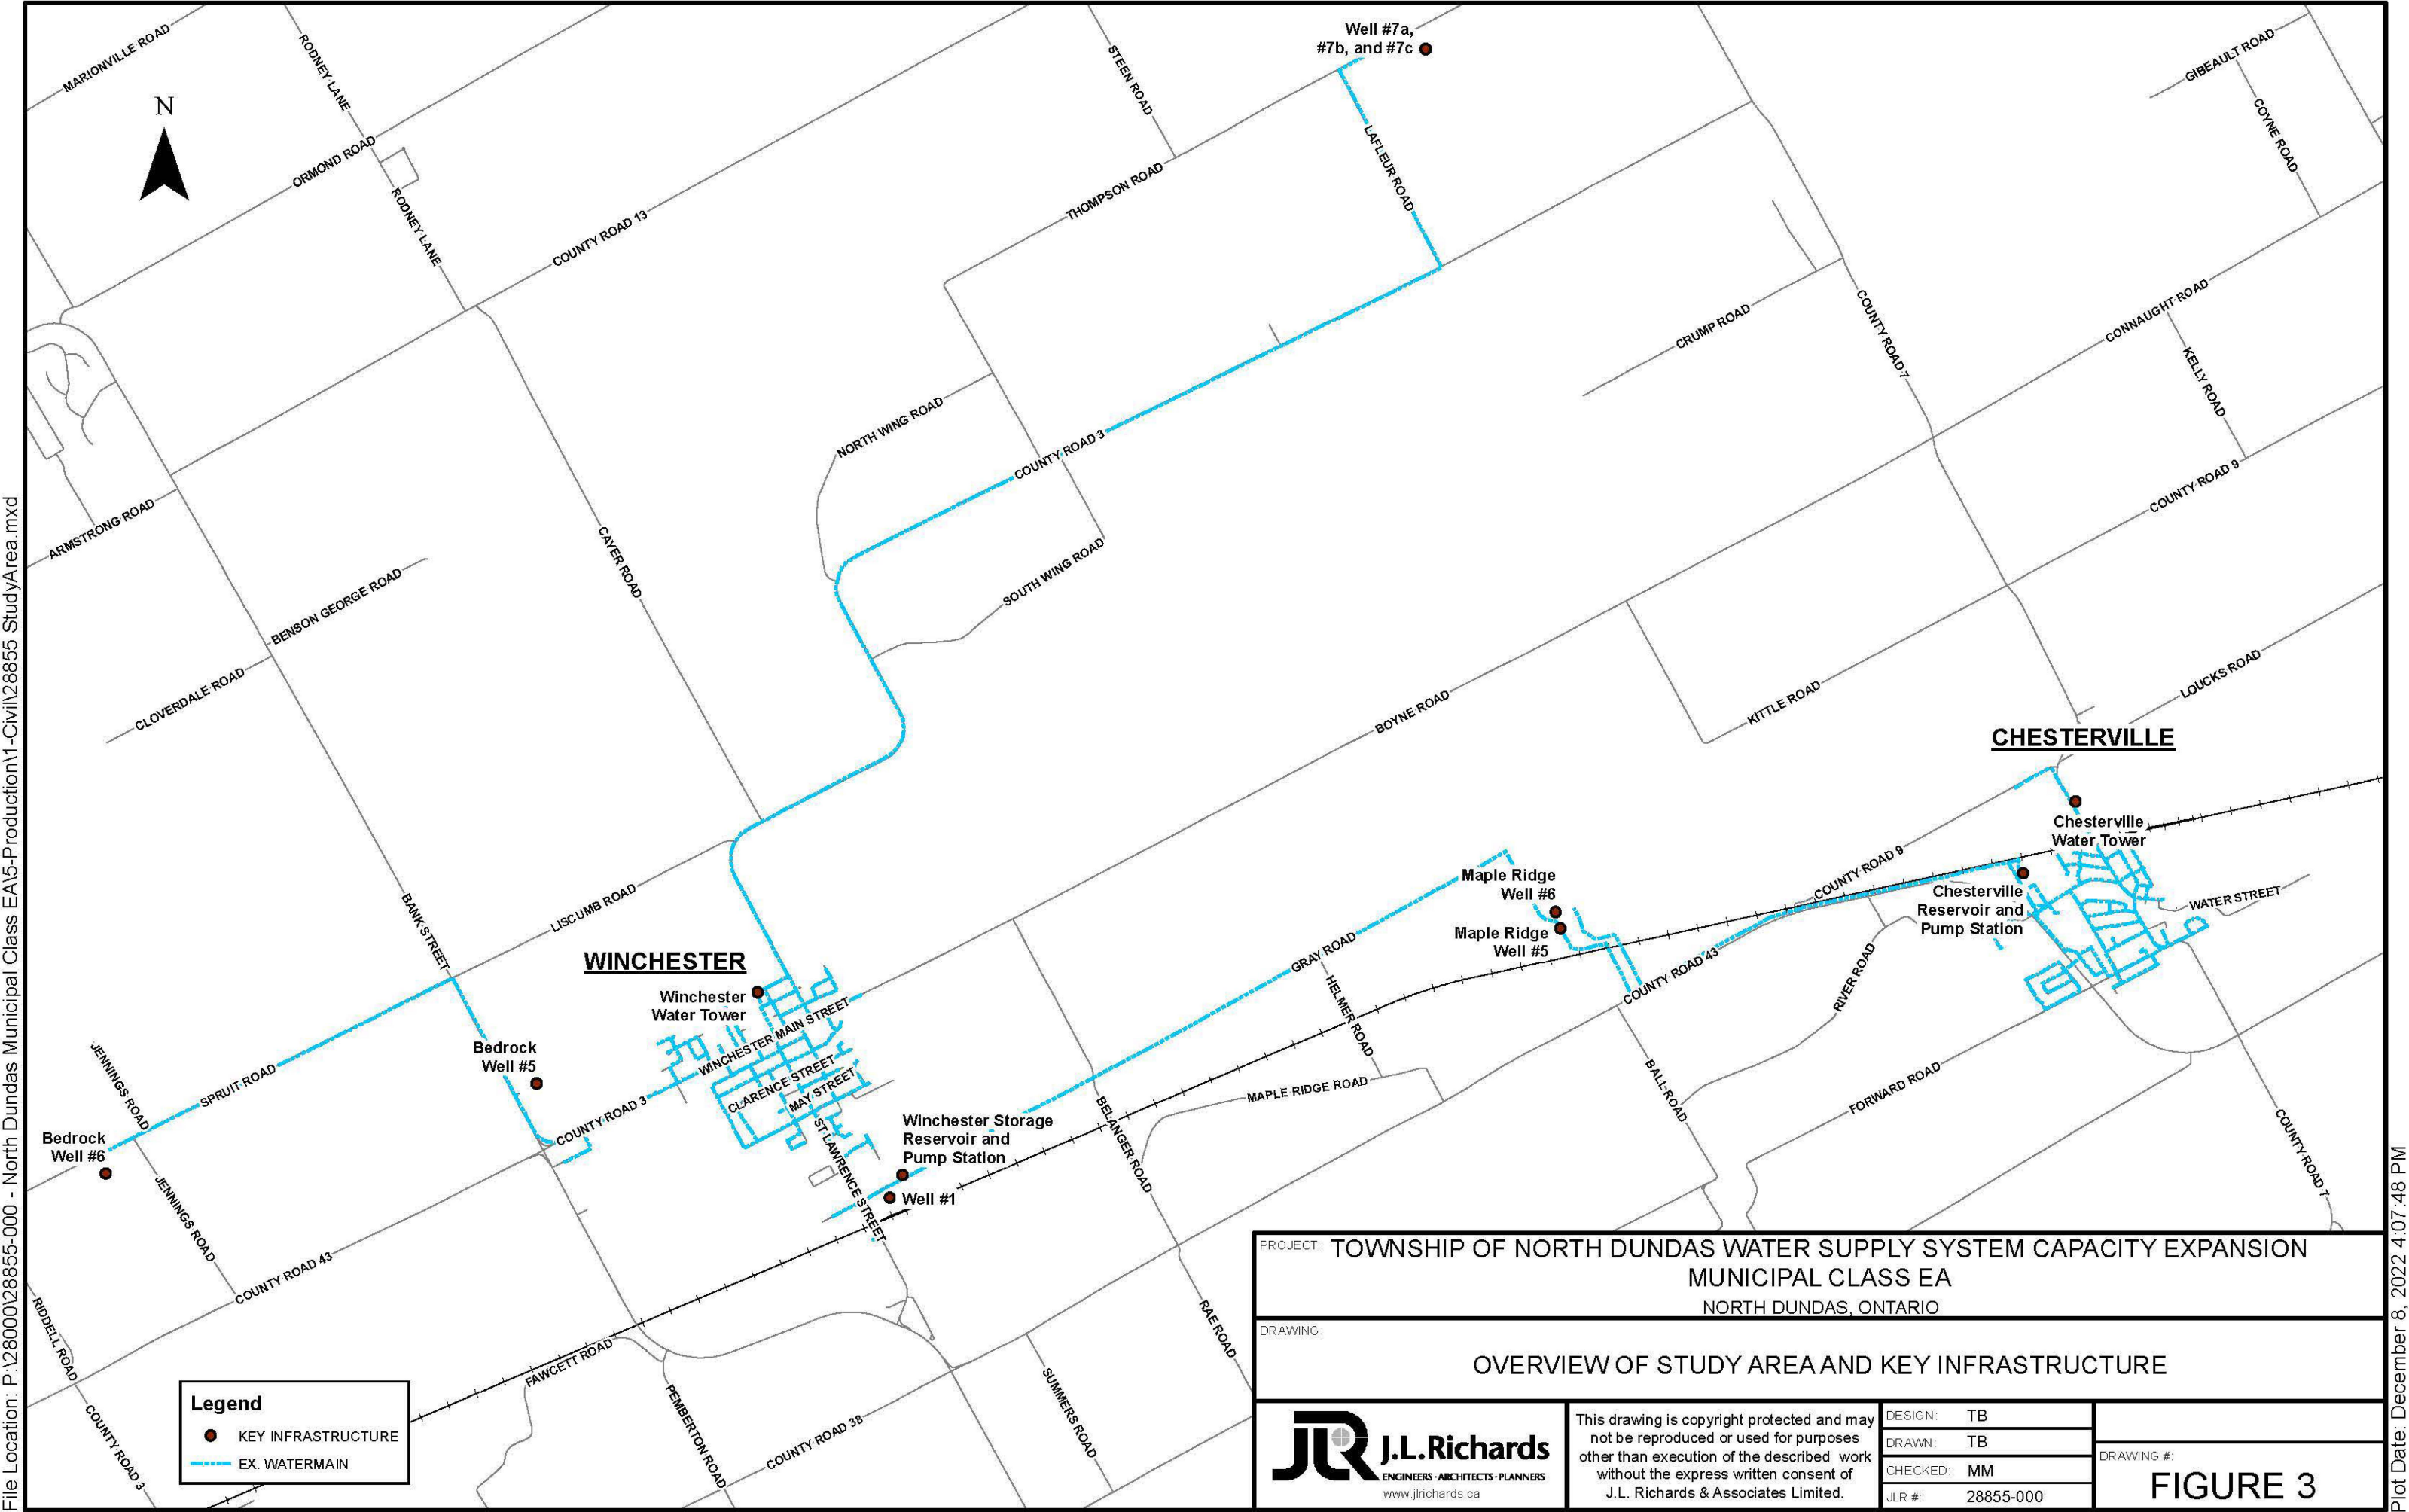 File Location: P:\28000\28855-000 - North Dundas Municipal Class EA\5-Production\1-Civil\28855 StudyArea.mxd
Plot Date: December 8, 2022 4:07:48 PM
MARIONVILLE ROAD
RODNEY LANE
STEEN ROAD
Well #7a,
#7b, and #7c
GIBEAULT ROAD
COYNE ROAD
N
ORMOND ROAD
RODNEY LANE
COUNTY ROAD 13
THOMPSON ROAD
LAFLEUR ROAD
CRUMP ROAD
COUNTY ROAD 7
CONNAUGHT ROAD
KELLY ROAD
NORTH WING ROAD
COUNTY ROAD 3
COUNTY ROAD 9
ARMSTRONG ROAD
CAYER ROAD
SOUTH WING ROAD
BENSON GEORGE ROAD
CLOVERDALE ROAD
BOYNE ROAD
KITTLE ROAD
LOUCKS ROAD
CHESTERVILLE
Chesterville
Water Tower
COUNTY ROAD 9
Maple Ridge
Well #6
Chesterville
Reservoir and
Pump Station
WATER STREET
BANK STREET
LISCUMB ROAD
Maple Ridge
Well #5
GRAY ROAD
WINCHESTER
Winchester
Water Tower
WINCHESTER MAIN STREET
HELMER ROAD
COUNTY ROAD 43
RIVER ROAD
Bedrock
Well #5
JENNINGS ROAD
SPRUIT ROAD
CLARENCE STREET
MAY STREET
COUNTY ROAD 3
MAPLE RIDGE ROAD
BALL ROAD
FORWARD ROAD
BELANGER ROAD
Winchester Storage
Reservoir and
Pump Station
Bedrock
Well #6
ST LAWRENCE STREET
Well #1
COUNTY ROAD 7
JENNINGS ROAD
COUNTY ROAD 43
RIDDELL ROAD
RAE ROAD
FAWCETT ROAD
PEMBERTON ROAD
SUMMERS ROAD
COUNTY ROAD 38
COUNTY ROAD 3
Legend
KEY INFRASTRUCTURE
EX. WATERMAIN
PROJECT: TOWNSHIP OF NORTH DUNDAS WATER SUPPLY SYSTEM CAPACITY EXPANSION
MUNICIPAL CLASS EA
NORTH DUNDAS, ONTARIO
DRAWING:
OVERVIEW OF STUDY AREA AND KEY INFRASTRUCTURE
JLR J.L.Richards
ENGINEERS · ARCHITECTS · PLANNERS
www.jlrichards.ca
This drawing is copyright protected and may
not be reproduced or used for purposes
other than execution of the described work
without the express written consent of
J.L. Richards & Associates Limited.
DESIGN: TB
DRAWN: TB
CHECKED: MM
JLR #: 28855-000
DRAWING #:
FIGURE 3